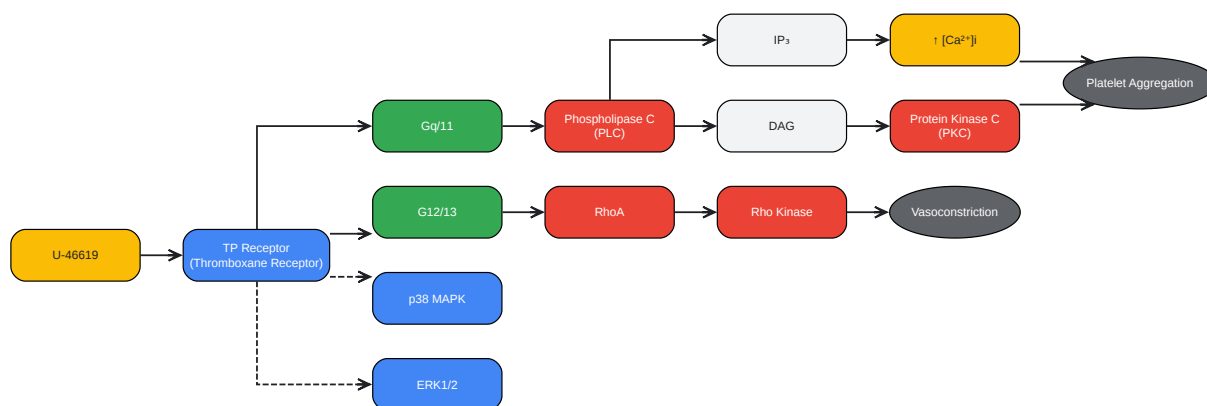 IP₃
↑ [Ca²⁺]i
Platelet Aggregation
Gq/11
Phospholipase C
(PLC)
DAG
Protein Kinase C
(PKC)
G12/13
RhoA
Rho Kinase
Vasoconstriction
U-46619
TP Receptor
(Thromboxane Receptor)
p38 MAPK
ERK1/2